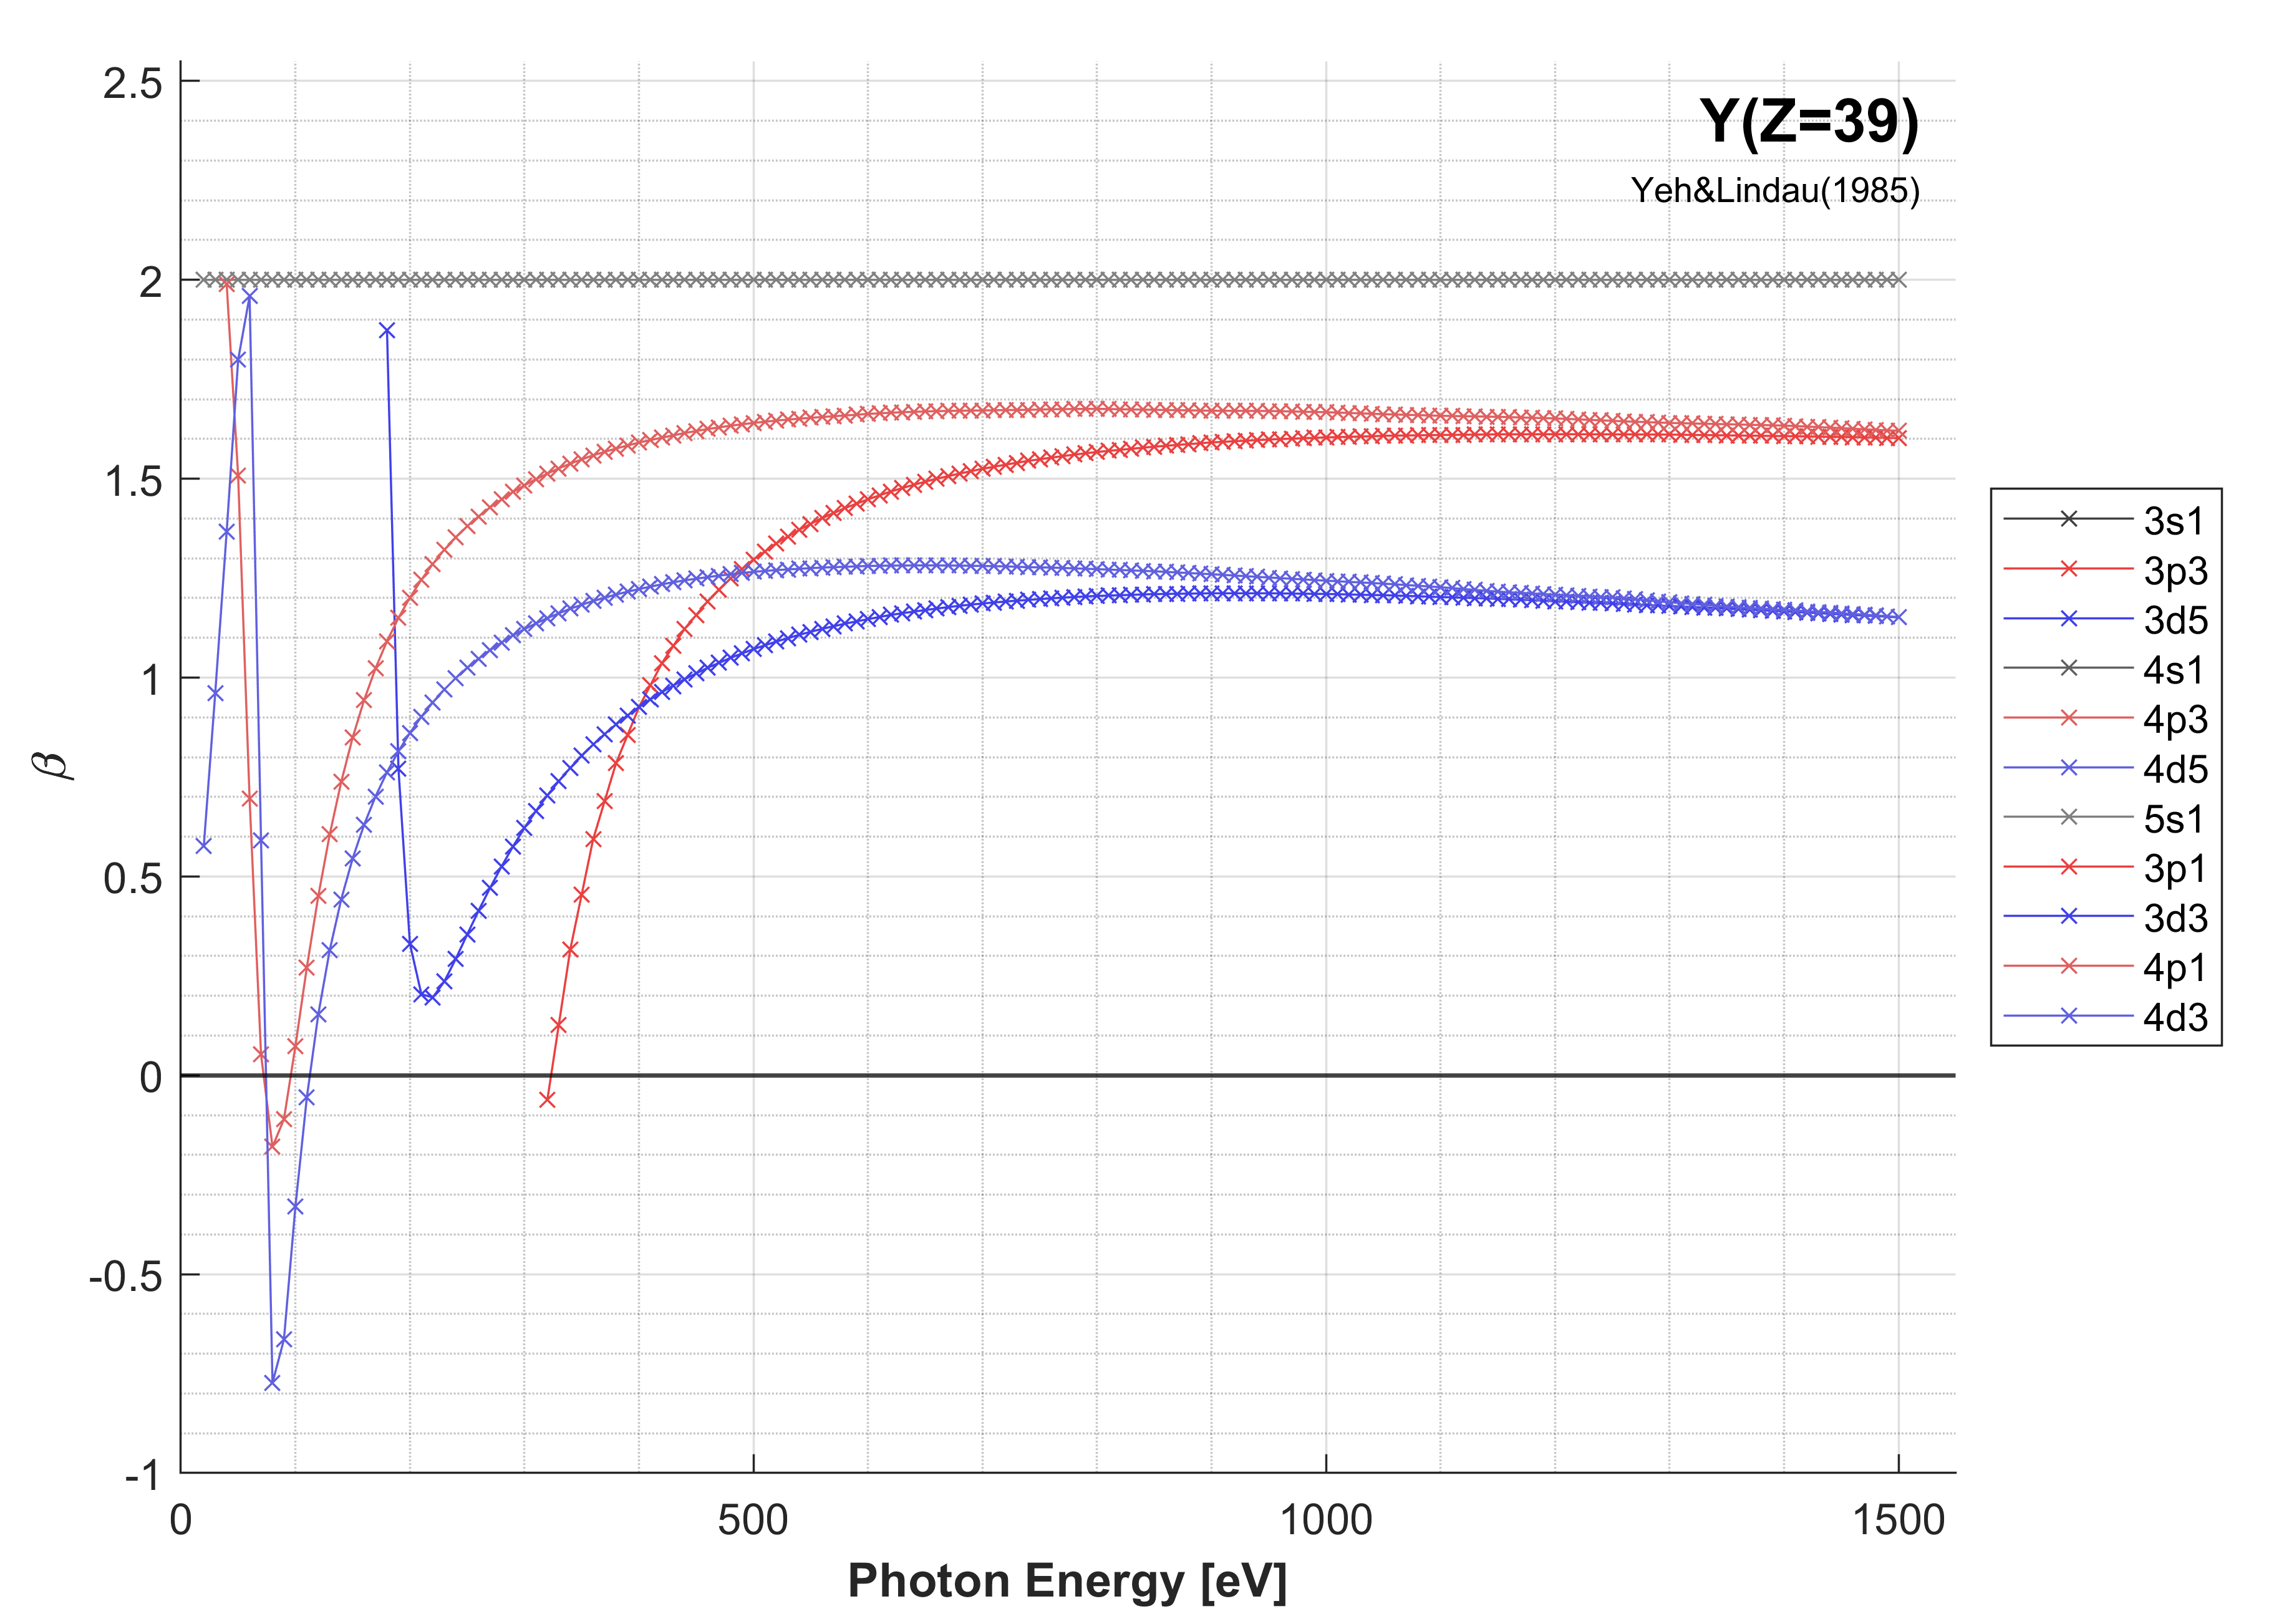 Y(Z=39)
Yeh&Lindau(1985)
2.5
2
1.5
1
0.5
0
-0.5
-1
β
0 500 1000 1500
Photon Energy [eV]
3s1
3p3
3d5
4s1
4p3
4d5
5s1
3p1
3d3
4p1
4d3